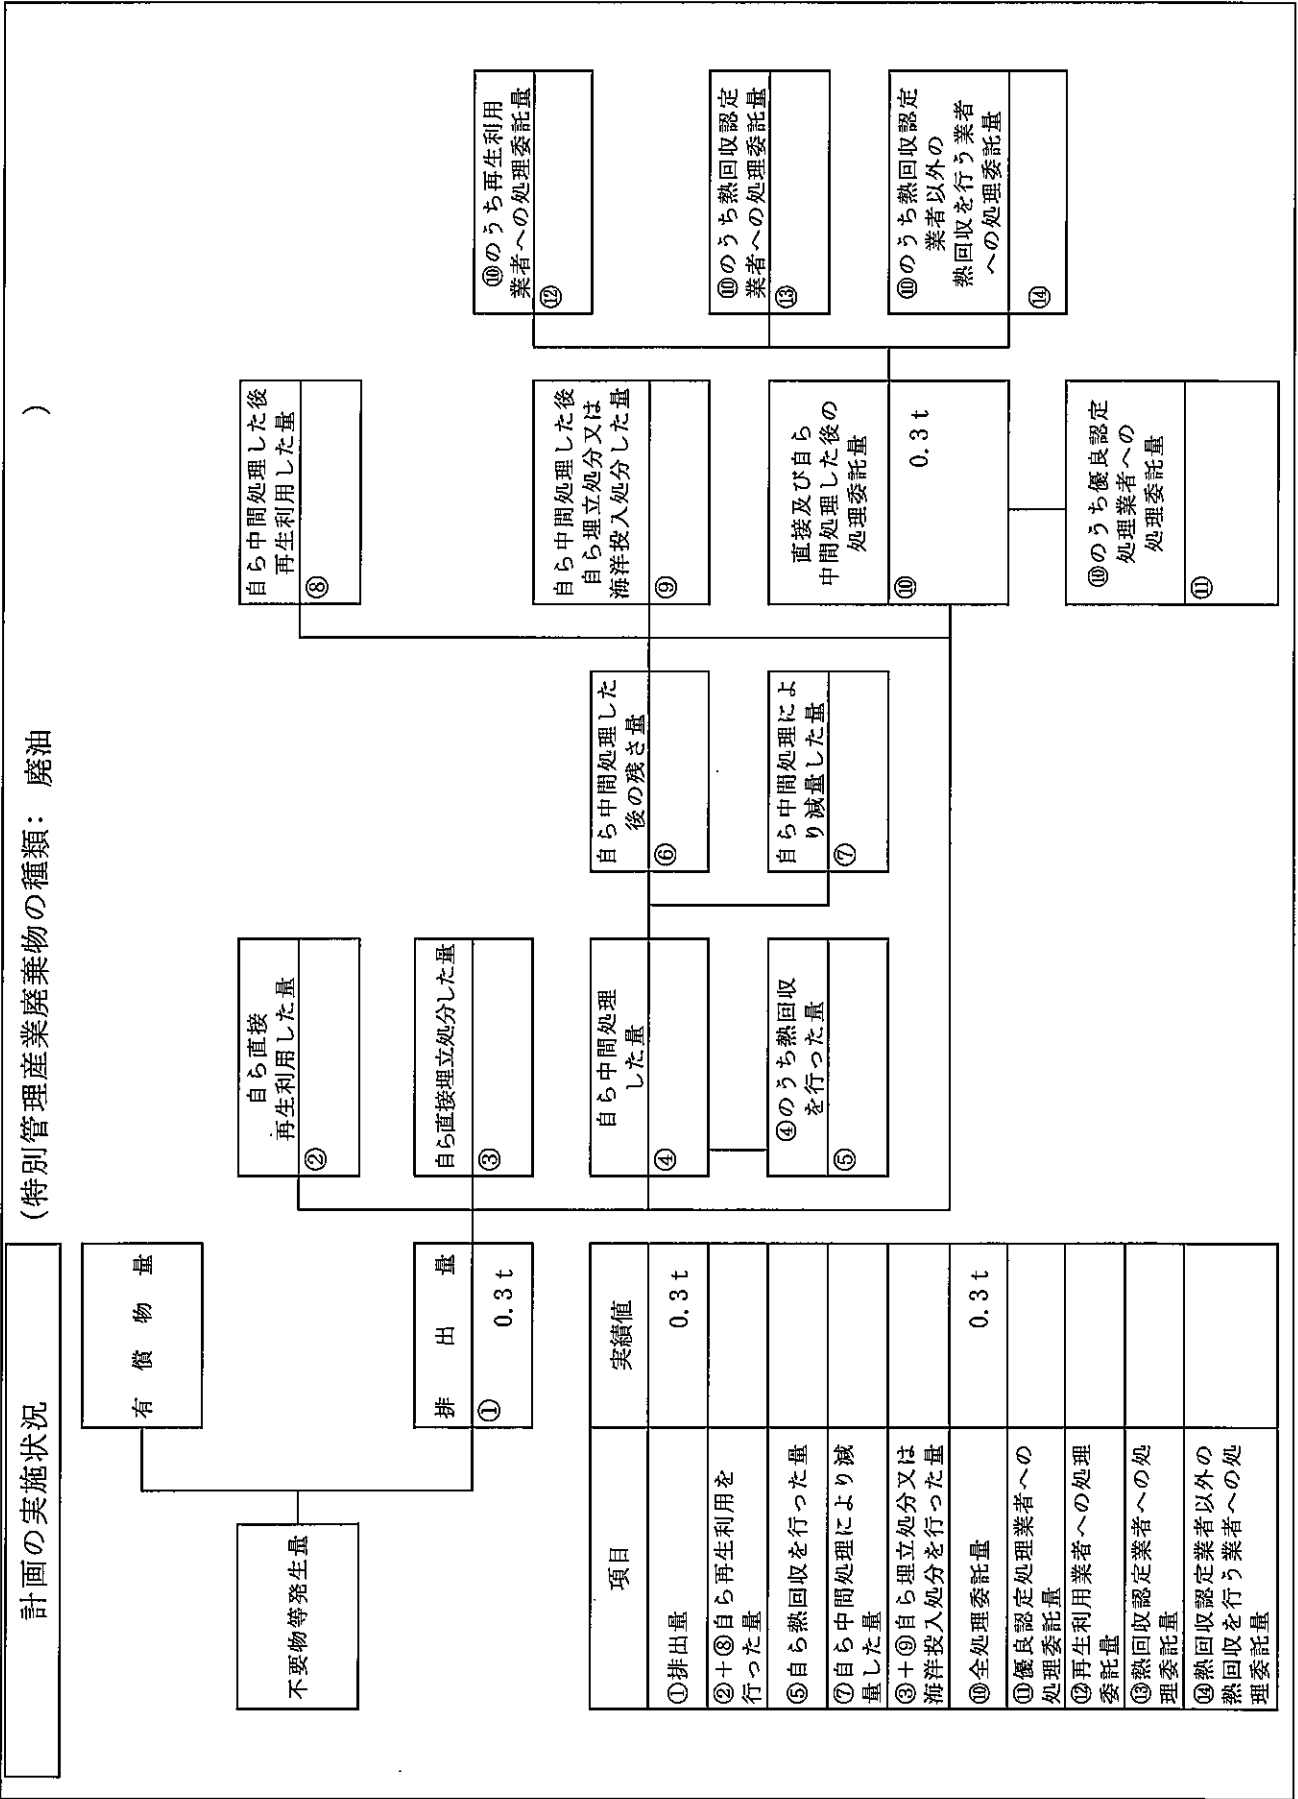 計画の実施状況
（特別管理産業廃棄物の種類： 廃油 ）
不要物等発生量
有 償 物 量
排 出 量
① 0.3 t
自ら直接
再生利用した量
②
自ら直接埋立処分した量
③
自ら中間処理
した量
④
④のうち熱回収
を行った量
⑤
自ら中間処理した
後の残さ量
⑥
自ら中間処理によ
り減量した量
⑦
自ら中間処理した後
再生利用した量
⑧
自ら中間処理した後
自ら埋立処分又は
海洋投入処分した量
⑨
直接及び自ら
中間処理した後の
処理委託量
⑩ 0.3 t
⑩のうち優良認定
処理業者への
処理委託量
⑪
⑩のうち再生利用
業者への処理委託量
⑫
⑩のうち熱回収認定
業者への処理委託量
⑬
⑩のうち熱回収認定
業者以外の
熱回収を行う業者
への処理委託量
⑭
項目 実績値
①排出量 0.3 t
②＋⑧自ら再生利用を
行った量
⑤自ら熱回収を行った量
⑦自ら中間処理により減
量した量
③＋⑨自ら埋立処分又は
海洋投入処分を行った量
⑩全処理委託量 0.3 t
⑪優良認定処理業者への
処理委託量
⑫再生利用業者への処理
委託量
⑬熱回収認定業者への処
理委託量
⑭熱回収認定業者以外の
熱回収を行う業者への処
理委託量